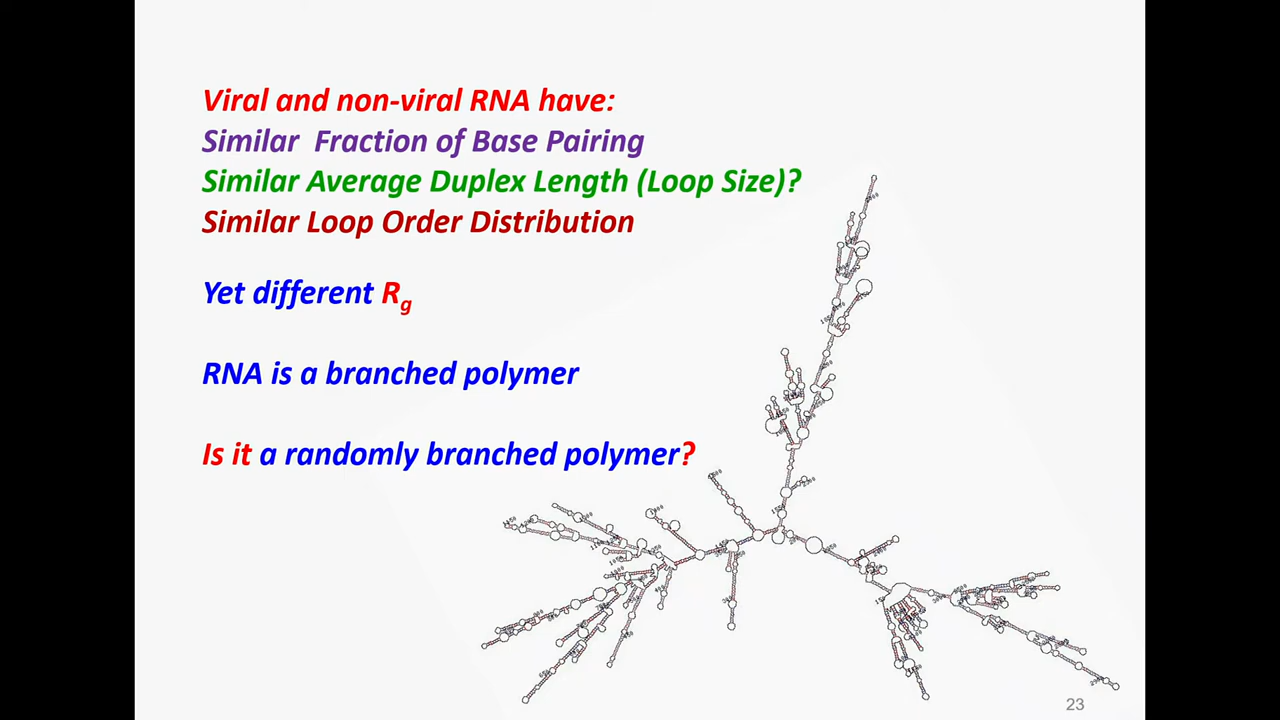 Viral and non-viral RNA have:
Similar Fraction of Base Pairing
Similar Average Duplex Length (Loop Size)?
Similar Loop Order Distribution
Yet different Rg
RNA is a branched polymer
Is it a randomly branched polymer?
23